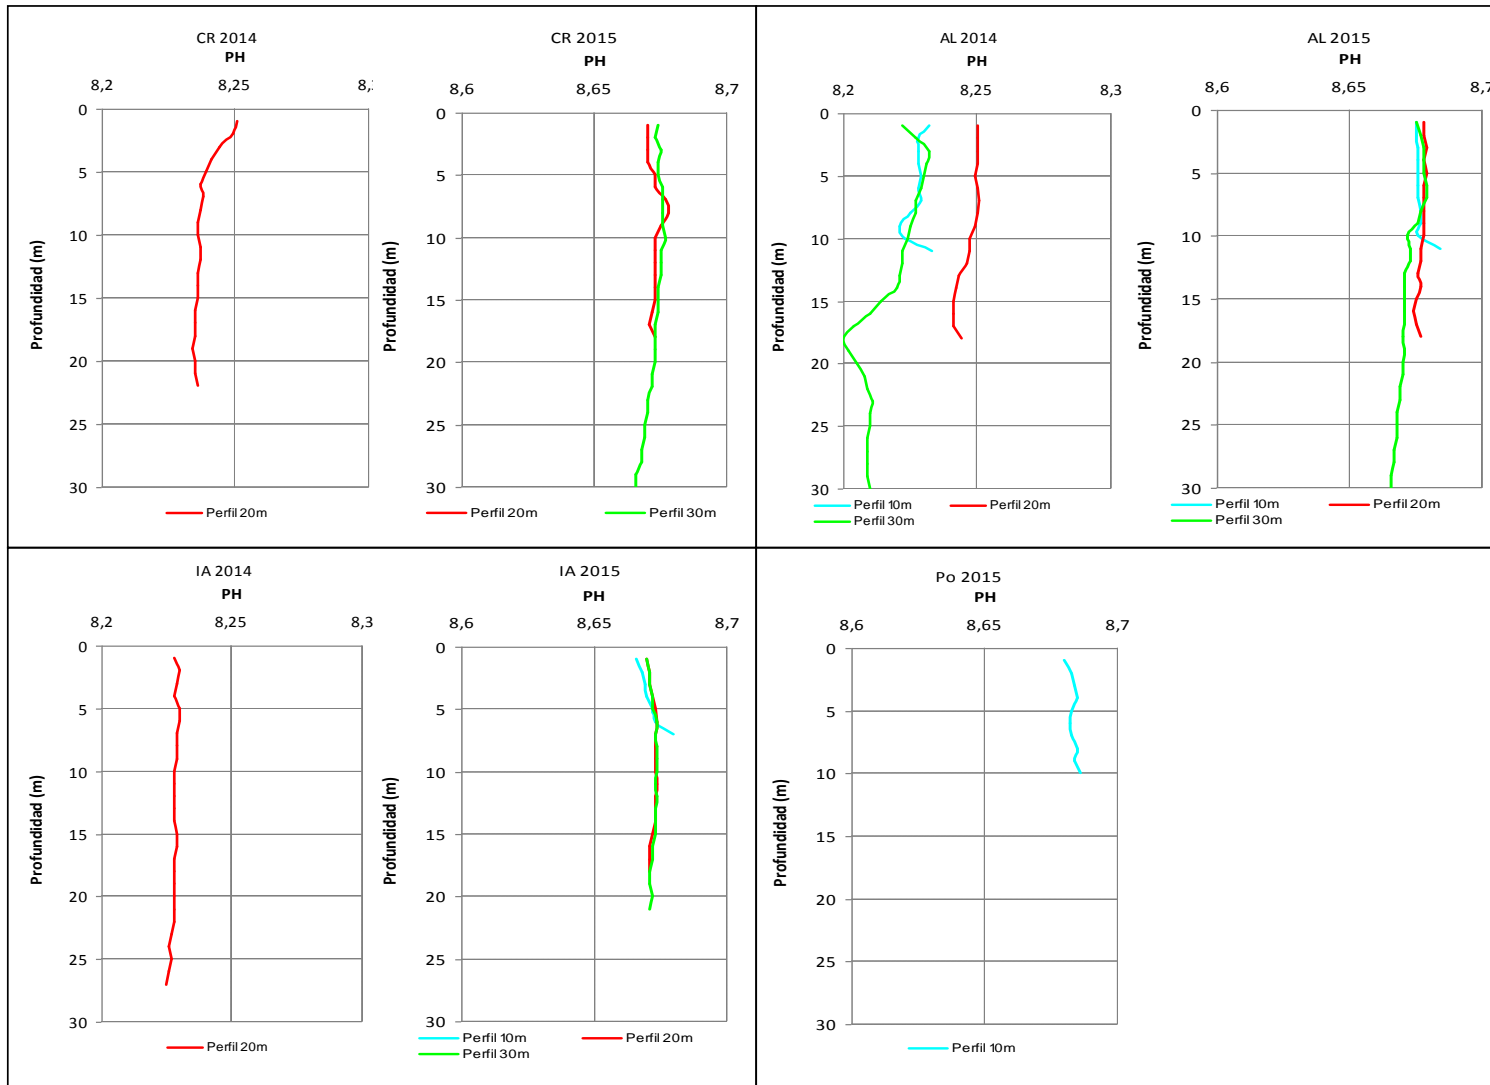 CR 2014
PH
8,2 8,25 8,3
0
5
10
15
20
25
30
Profundidad (m)
Perfil 20m
CR 2015
PH
8,6 8,65 8,7
0
5
10
15
20
25
30
Profundidad (m)
Perfil 20m Perfil 30m
AL 2014
PH
8,2 8,25 8,3
0
5
10
15
20
25
30
Profundidad (m)
Perfil 10m Perfil 20m
Perfil 30m
AL 2015
PH
8,6 8,65 8,7
0
5
10
15
20
25
30
Profundidad (m)
Perfil 10m Perfil 20m
Perfil 30m
IA 2014
PH
8,2 8,25 8,3
0
5
10
15
20
25
30
Profundidad (m)
Perfil 20m
IA 2015
PH
8,6 8,65 8,7
0
5
10
15
20
25
30
Profundidad (m)
Perfil 10m Perfil 20m
Perfil 30m
Po 2015
PH
8,6 8,65 8,7
0
5
10
15
20
25
30
Profundidad (m)
Perfil 10m